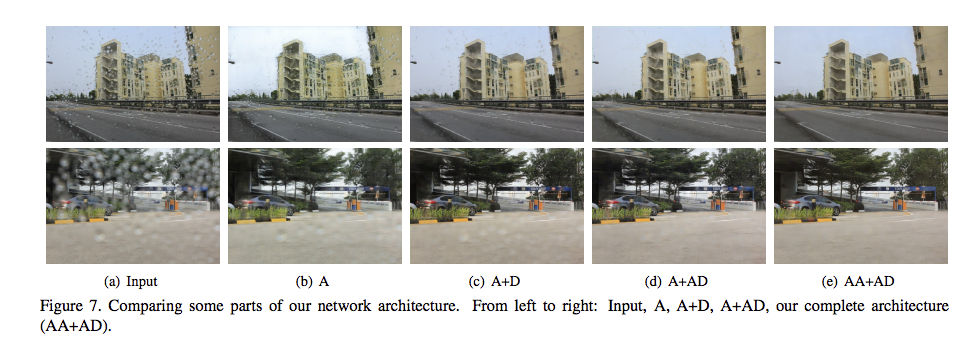 (a) Input (b) A (c) A+D (d) A+AD (e) AA+AD
Figure 7. Comparing some parts of our network architecture. From left to right: Input, A, A+D, A+AD, our complete architecture
(AA+AD).